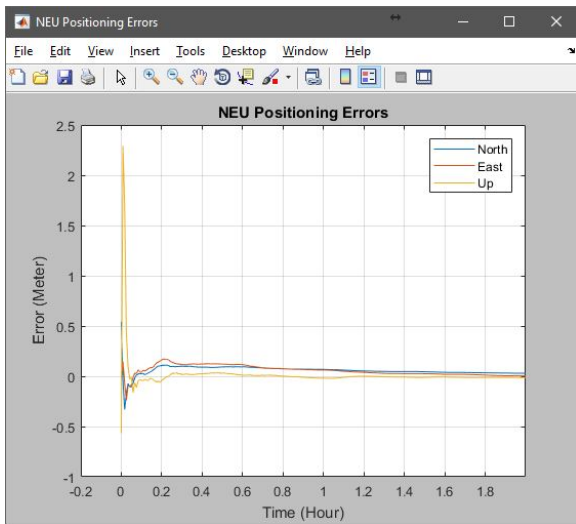 NEU Positioning Errors
File Edit View Insert Tools Desktop Window Help
NEU Positioning Errors
North
East
Up
2.5
2
1.5
1
0.5
0
-0.5
-1
Error (Meter)
-0.2 0 0.2 0.4 0.6 0.8 1 1.2 1.4 1.6 1.8
Time (Hour)